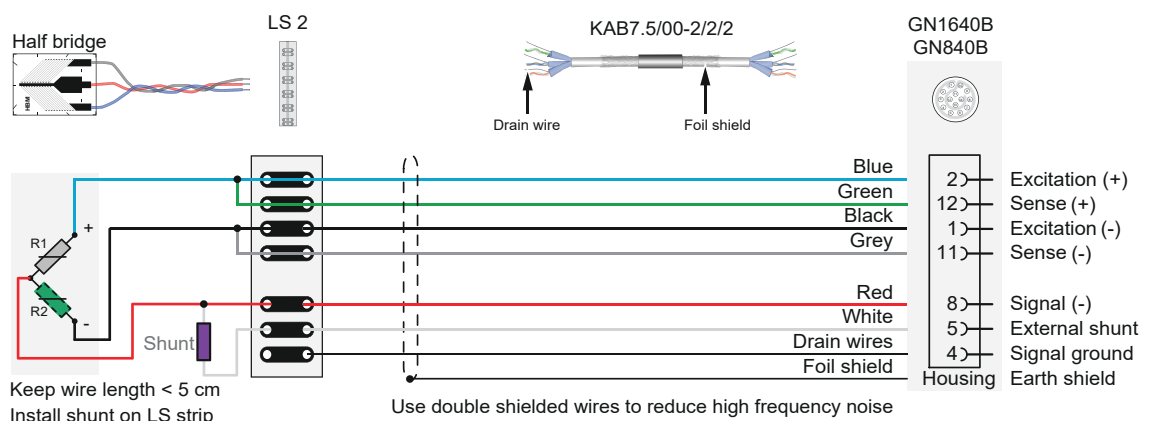 Half bridge
LS 2
KAB7.5/00-2/2/2
GN1640B
GN840B
HBM
Drain wire
Foil shield
Blue
2
Excitation (+)
Green
12
Sense (+)
Black
1
Excitation (-)
Grey
11
Sense (-)
R1
+
R2
-
Red
8
Signal (-)
White
5
External shunt
Shunt
Drain wires
4
Signal ground
Foil shield
Housing
Earth shield
Keep wire length < 5 cm
Install shunt on LS strip
Use double shielded wires to reduce high frequency noise